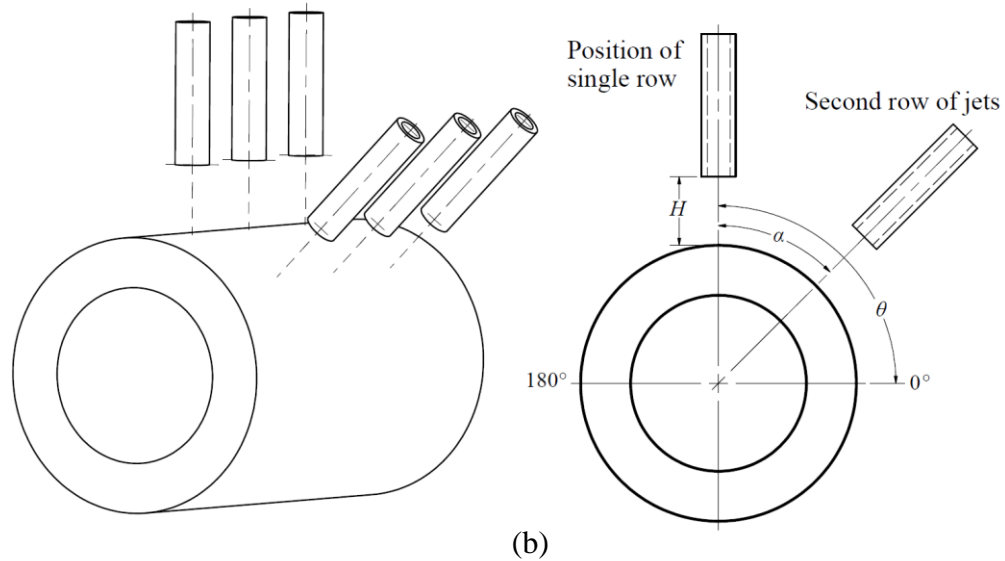 Position of
single row
Second row of jets
H
α
θ
180°
0°
(b)